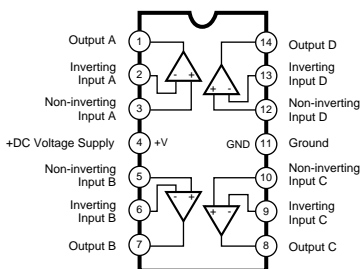 Output A 1 14 Output D
Inverting
Input A 2 - + + - 13 Inverting
Input D
Non-inverting
Input A 3 12 Non-inverting
Input D
+DC Voltage Supply 4 +V GND 11 Ground
Non-inverting
Input B 5 10 Non-inverting
Input C
Inverting
Input B 6 - + + - 9 Inverting
Input C
Output B 7 8 Output C